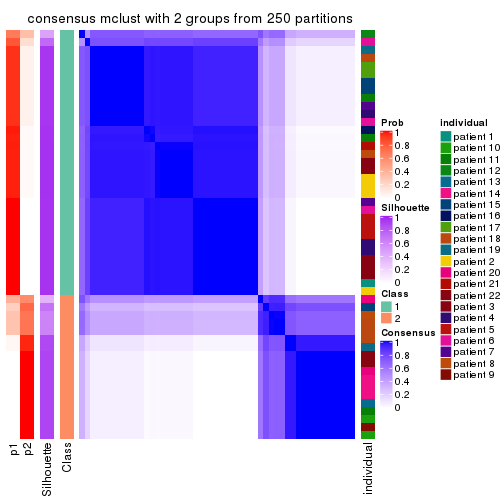 consensus mclust with 2 groups from 250 partitions
Prob
1
0.8
0.6
0.4
0.2
0
Silhouette
1
0.8
0.6
0.4
0.2
0
Class
1
2
Consensus
1
0.8
0.6
0.4
0.2
0
individual
patient 1
patient 10
patient 11
patient 12
patient 13
patient 14
patient 15
patient 16
patient 17
patient 18
patient 19
patient 2
patient 20
patient 21
patient 22
patient 3
patient 4
patient 5
patient 6
patient 7
patient 8
patient 9
p1
p2
Silhouette
Class
individual